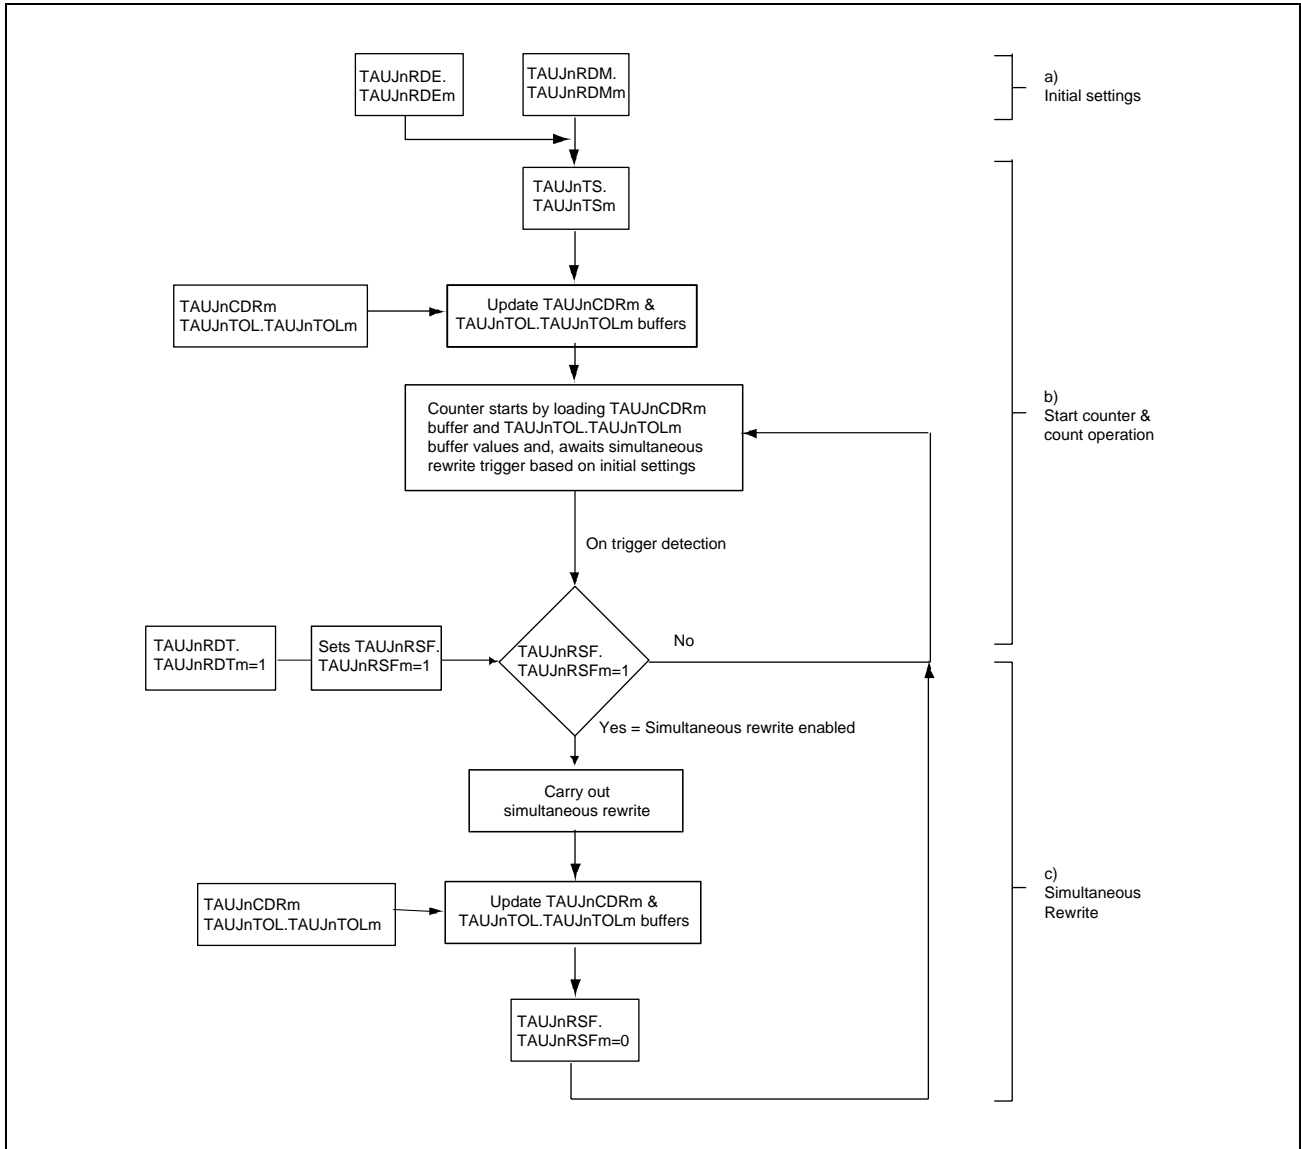 TAUJnRDE.
TAUJnRDEm
TAUJnRDM.
TAUJnRDMm
a)
Initial settings
TAUJnTS.
TAUJnTSm
TAUJnCDRm
TAUJnTOL.TAUJnTOLm
Update TAUJnCDRm &
TAUJnTOL.TAUJnTOLm buffers
Counter starts by loading TAUJnCDRm
buffer and TAUJnTOL.TAUJnTOLm
buffer values and, awaits simultaneous
rewrite trigger based on initial settings
b)
Start counter &
count operation
On trigger detection
TAUJnRDT.
TAUJnRDTm=1
Sets TAUJnRSF.
TAUJnRSFm=1
TAUJnRSF.
TAUJnRSFm=1
No
Yes = Simultaneous rewrite enabled
Carry out
simultaneous rewrite
TAUJnCDRm
TAUJnTOL.TAUJnTOLm
Update TAUJnCDRm &
TAUJnTOL.TAUJnTOLm buffers
c)
Simultaneous
Rewrite
TAUJnRSF.
TAUJnRSFm=0